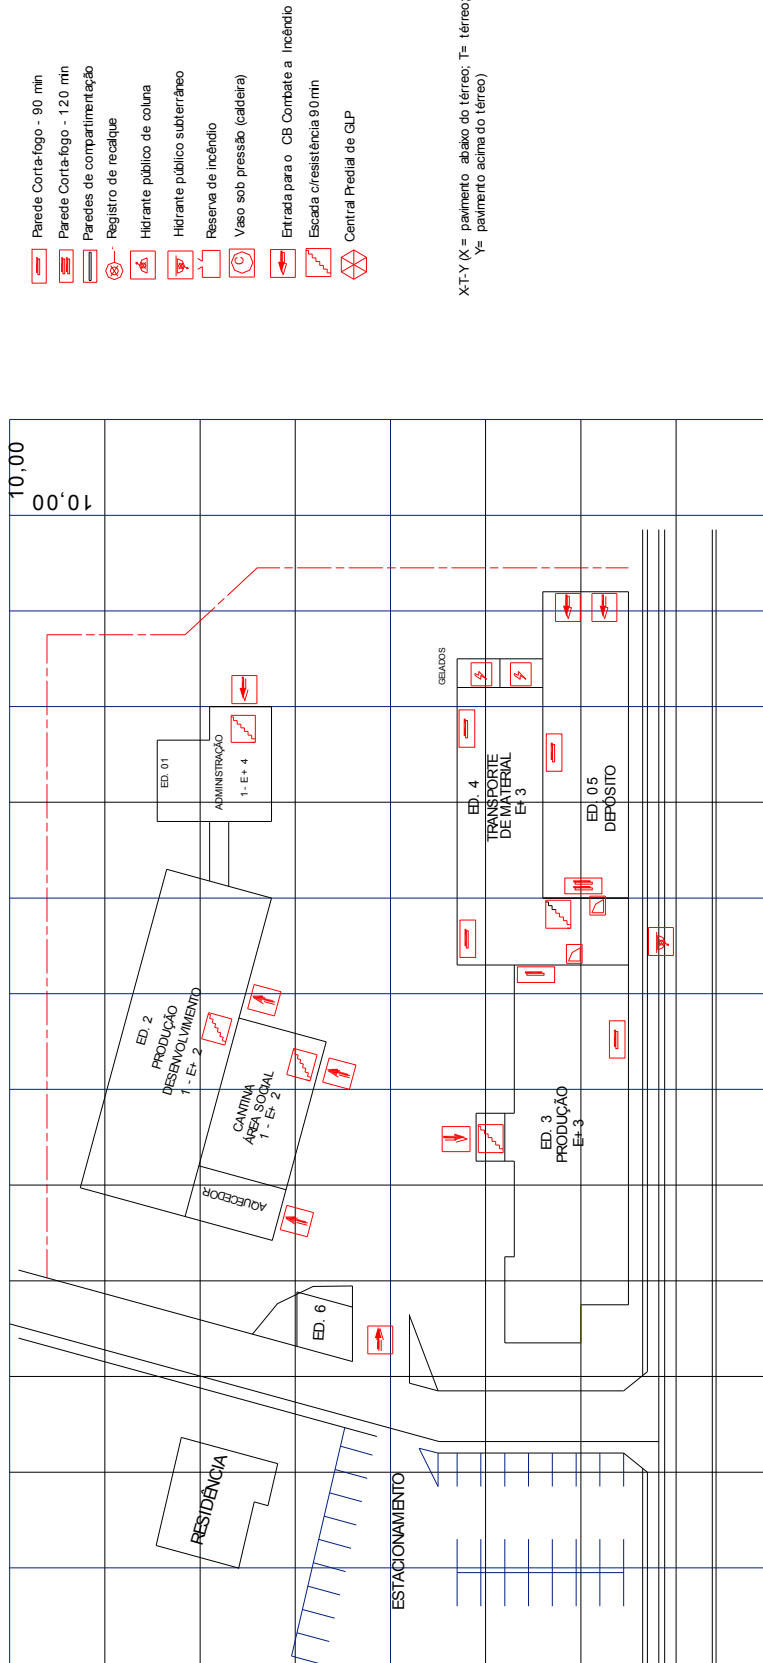 Parede Corta-fogo - 90 min
Parede Corta-fogo - 120 min
Paredes de compartimentação
Registro de recalque
Hidrante público de coluna
Hidrante público subterrâneo
Reserva de incêndio
Vaso sob pressão (caldeira)
C
Entrada para o CB Combate a Incêndio
Escada c/resistência 90min
Central Predial de GLP
X-T-Y (X = pavimento abaixo do térreo; T= térreo;
Y= pavimento acima do térreo)
10,00
10,00
ED. 01
ADMINISTRAÇÃO
1 - E + 4
ED. 2
PRODUÇÃO
DESENVOLVIMENTO
1 - E+ 2
CANTINA
ÁREA SOCIAL
1 - E+ 2
AQUECEDOR
GELADOS
ED. 4
TRANSPORTE
DE MATERIAL
E+ 3
ED. 05
DEPÓSITO
ED. 3
PRODUÇÃO
E+ 3
ED. 6
RESIDÊNCIA
ESTACIONAMENTO